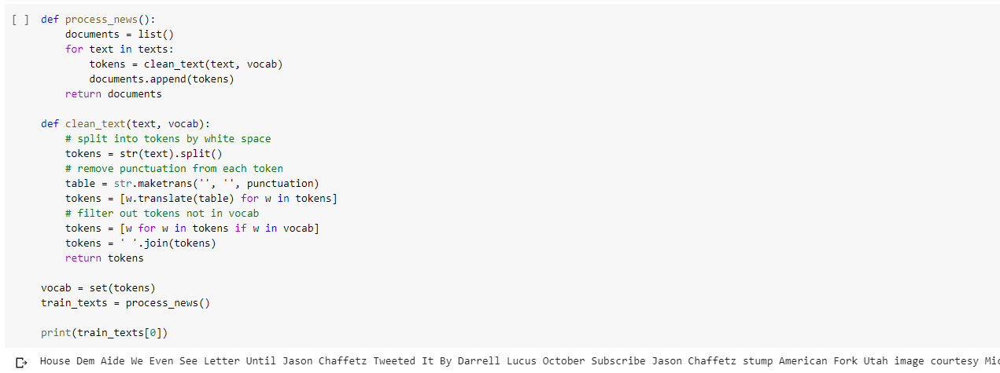 [ ] def process_news():
    documents = list()
    for text in texts:
        tokens = clean_text(text, vocab)
        documents.append(tokens)
    return documents

def clean_text(text, vocab):
    # split into tokens by white space
    tokens = str(text).split()
    # remove punctuation from each token
    table = str.maketrans('', '', punctuation)
    tokens = [w.translate(table) for w in tokens]
    # filter out tokens not in vocab
    tokens = [w for w in tokens if w in vocab]
    tokens = ' '.join(tokens)
    return tokens

vocab = set(tokens)
train_texts = process_news()

print(train_texts[0])
House Dem Aide We Even See Letter Until Jason Chaffetz Tweeted It By Darrell Lucus October Subscribe Jason Chaffetz stump American Fork Utah image courtesy